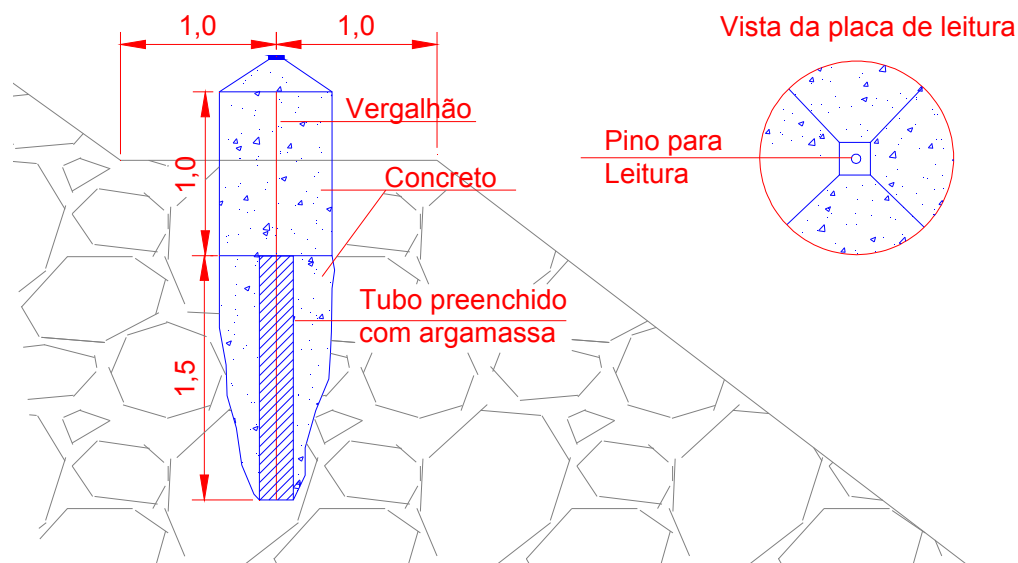 1,0
1,0
Vista da placa de leitura
Vergalhão
1,0
Pino para
Leitura
Concreto
Tubo preenchido
com argamassa
1,5